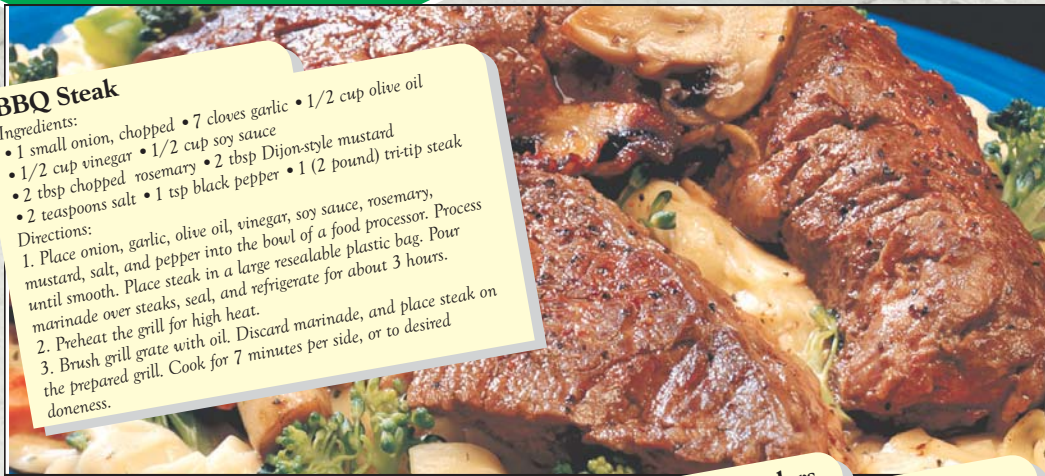 BBQ Steak
Ingredients:
• 1 small onion, chopped • 7 cloves garlic • 1/2 cup olive oil
• 1/2 cup vinegar • 1/2 cup soy sauce
• 2 tbsp chopped rosemary • 2 tbsp Dijon-style mustard
• 2 teaspoons salt • 1 tsp black pepper • 1 (2 pound) tri-tip steak
Directions:
1. Place onion, garlic, olive oil, vinegar, soy sauce, rosemary,
mustard, salt, and pepper into the bowl of a food processor. Process
until smooth. Place steak in a large resealable plastic bag. Pour
marinade over steaks, seal, and refrigerate for about 3 hours.
2. Preheat the grill for high heat.
3. Brush grill grate with oil. Discard marinade, and place steak on
the prepared grill. Cook for 7 minutes per side, or to desired
doneness.